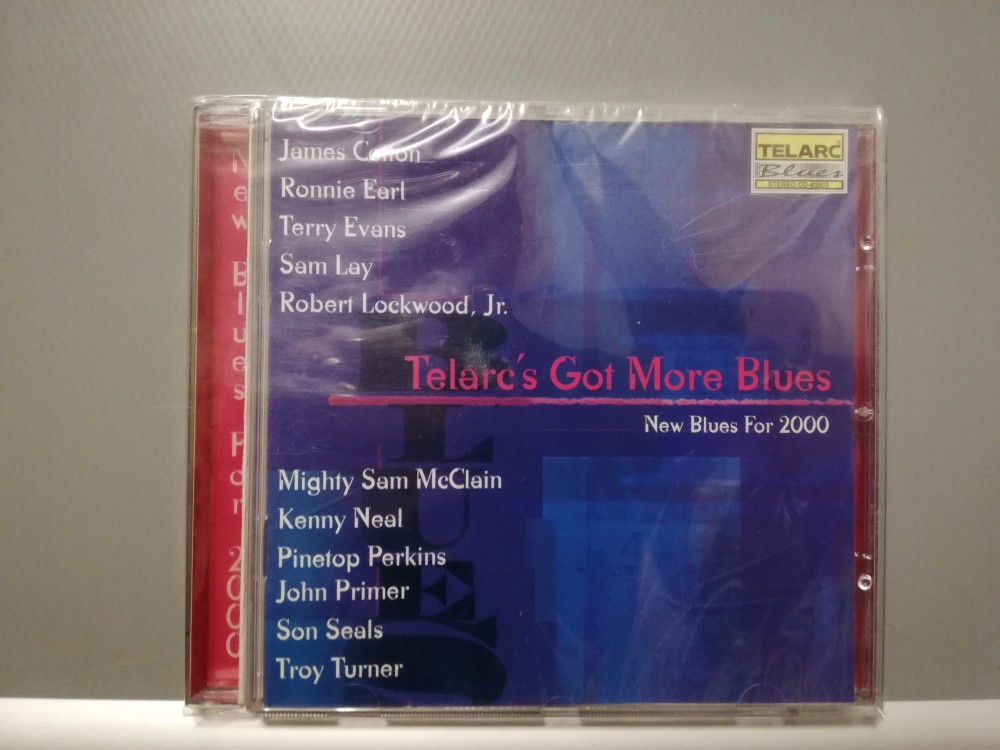 James Cotton
Ronnie Earl
Terry Evans
Sam Lay
Robert Lockwood, Jr.
TELARC
Blues
STEREO
Telarc's Got More Blues
New Blues For 2000
Mighty Sam McClain
Kenny Neal
Pinetop Perkins
John Primer
Son Seals
Troy Turner
BLUES
New Blues For 2000